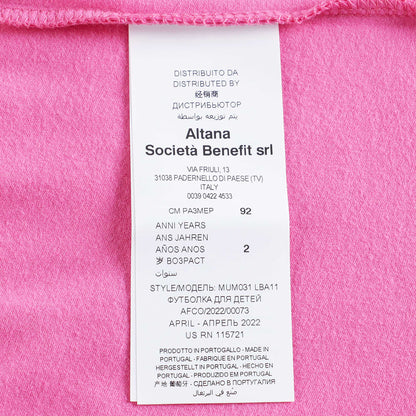 DISTRIBUITO DA
DISTRIBUTED BY
经销商
ДИСТРИБЬЮТОР
يتم توزيعه بواسطة
Altana
Società Benefit srl
VIA FRIULI, 13
31038 PADERNELLO DI PAESE (TV)
ITALY
0039 0422 4533
CM РАЗМЕР 92
ANNI YEARS
ANS JAHREN
AÑOS ANOS 2
岁 ВОЗРАСТ
سنوات
STYLE/МОДЕЛЬ: MUM031 LBA11
ФУТБОЛКА ДЛЯ ДЕТЕЙ
AFCO/2022/00073
APRIL - АПРЕЛЬ 2022
US RN 115721
PRODOTTO IN PORTOGALLO - MADE IN
PORTUGAL - FABRIQUE EN PORTUGAL
HERGESTELLT IN PORTUGAL - HECHO EN
PORTUGAL - PRODUZIDO EM PORTUGAL
产 地 葡萄牙 - СДЕЛАНО В ПОРТУГАЛИЯ
صنع في البرتغال